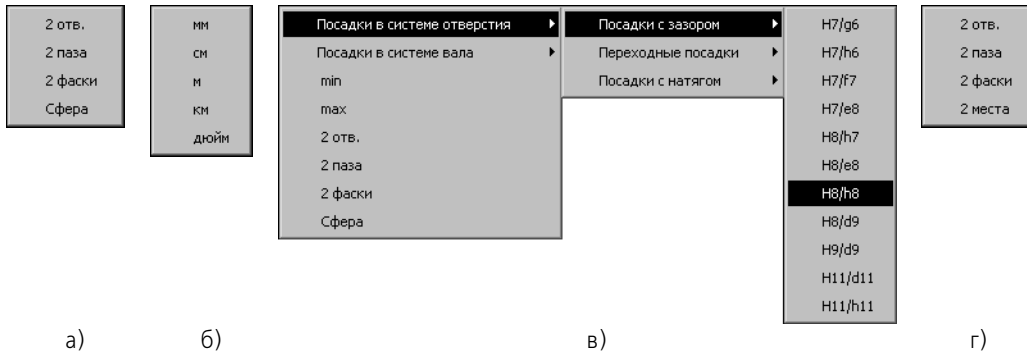 2 отв.
2 паза
2 фаски
Сфера
мм
см
м
км
дюйм
Посадки в системе отверстия
Посадки в системе вала
min
max
2 отв.
2 паза
2 фаски
Сфера
Посадки с зазором
Переходные посадки
Посадки с натягом
H7/g6
H7/h6
H7/f7
H7/e8
H8/h7
H8/e8
H8/h8
H8/d9
H9/d9
H11/d11
H11/h11
2 отв.
2 паза
2 фаски
2 места
а)
б)
в)
г)